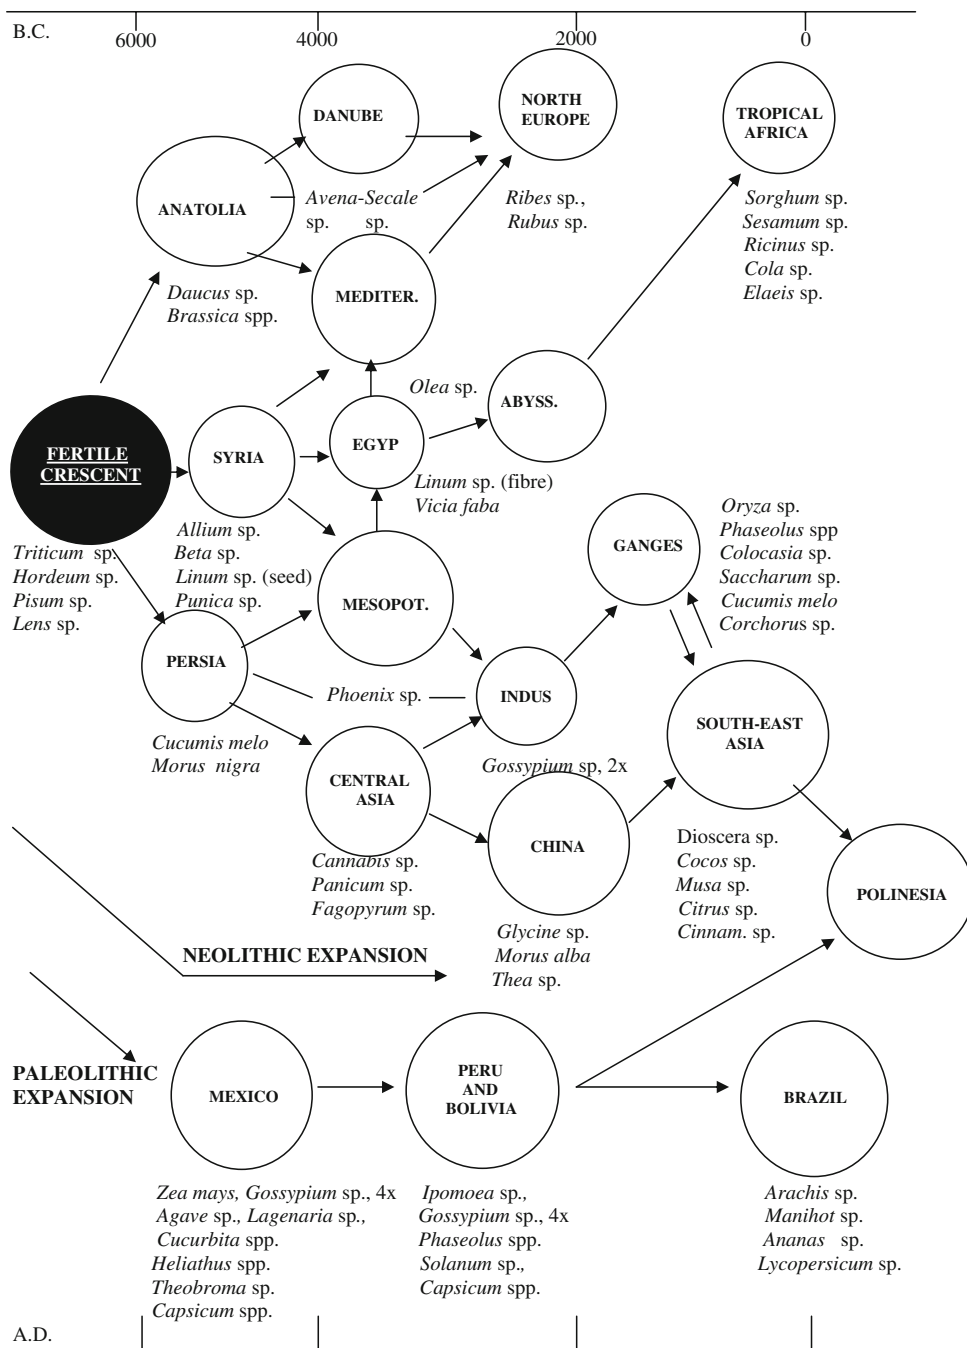 B.C.
6000 4000 2000 0
DANUBE
NORTH
EUROPE
TROPICAL
AFRICA
ANATOLIA
Avena-Secale
sp. sp.
Ribes sp.,
Rubus sp.
Sorghum sp.
Sesamum sp.
Ricinus sp.
Cola sp.
Elaeis sp.
Daucus sp.
Brassica spp.
MEDITER.
Olea sp.
ABYSS.
FERTILE
CRESCENT
SYRIA
EGYP
Linum sp. (fibre)
Vicia faba
Triticum sp.
Hordeum sp.
Pisum sp.
Lens sp.
Allium sp.
Beta sp.
Linum sp. (seed)
Punica sp.
MESOPOT.
GANGES
Oryza sp.
Phaseolus spp
Colocasia sp.
Saccharum sp.
Cucumis melo
Corchorus sp.
PERSIA
Phoenix sp.
INDUS
SOUTH-EAST
ASIA
Cucumis melo
Morus nigra
Gossypium sp, 2x
CENTRAL
ASIA
CHINA
Cannabis sp.
Panicum sp.
Fagopyrum sp.
Dioscera sp.
Cocos sp.
Musa sp.
Citrus sp.
Cinnam. sp.
POLINESIA
Glycine sp.
Morus alba
Thea sp.
NEOLITHIC EXPANSION
PALEOLITHIC
EXPANSION
MEXICO
PERU
AND
BOLIVIA
BRAZIL
Zea mays, Gossypium sp., 4x
Agave sp., Lagenaria sp.,
Cucurbita spp.
Heliathus spp.
Theobroma sp.
Capsicum spp.
Ipomoea sp.,
Gossypium sp., 4x
Phaseolus spp.
Solanum sp.,
Capsicum spp.
Arachis sp.
Manihot sp.
Ananas sp.
Lycopersicum sp.
A.D.